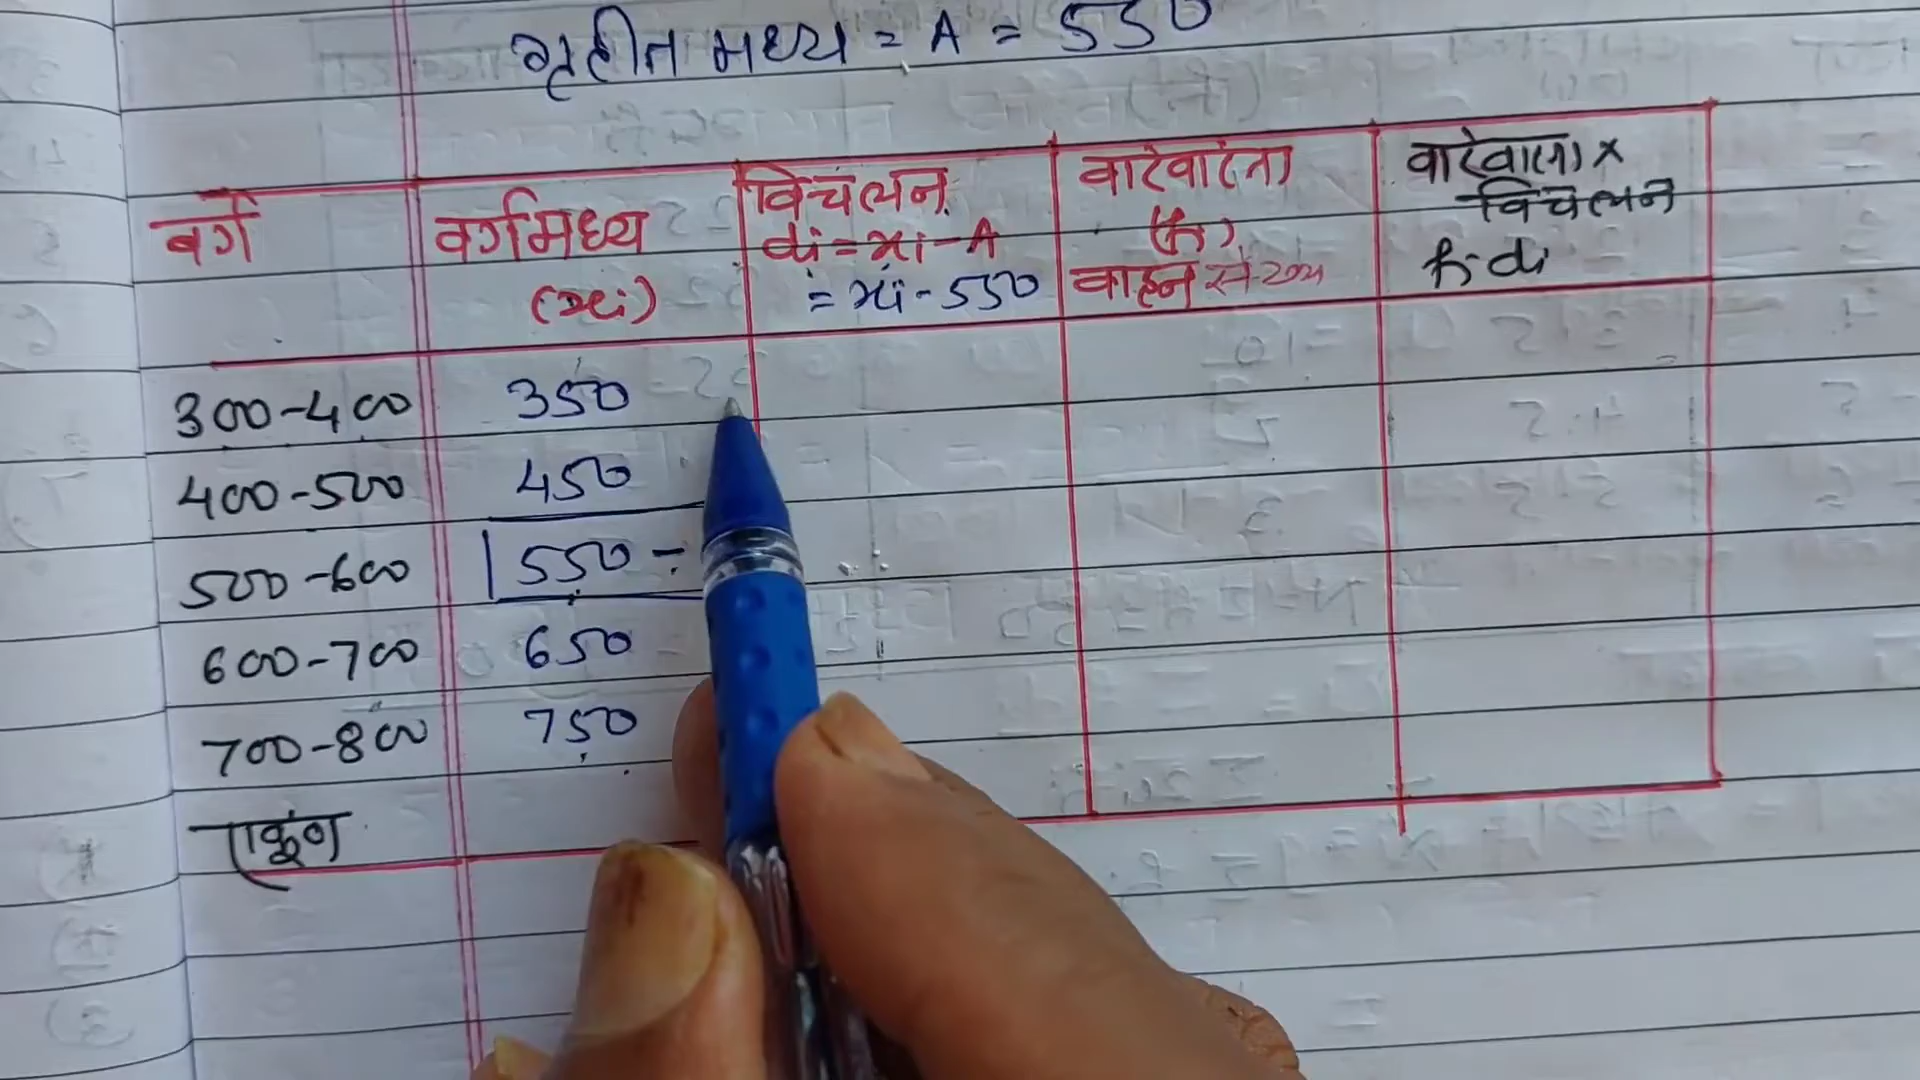 गृहीत मध्य = A = 550
वर्ग
वर्गमध्य
(xi)
विचलन
di = xi - A
= xi - 550
वारंवारता
(fi)
वाहन संख्या
वारंवारता ×
विचलन
fi.di
300-400 350
400-500 450
500-600 550 -
600-700 650
700-800 750
एकूण